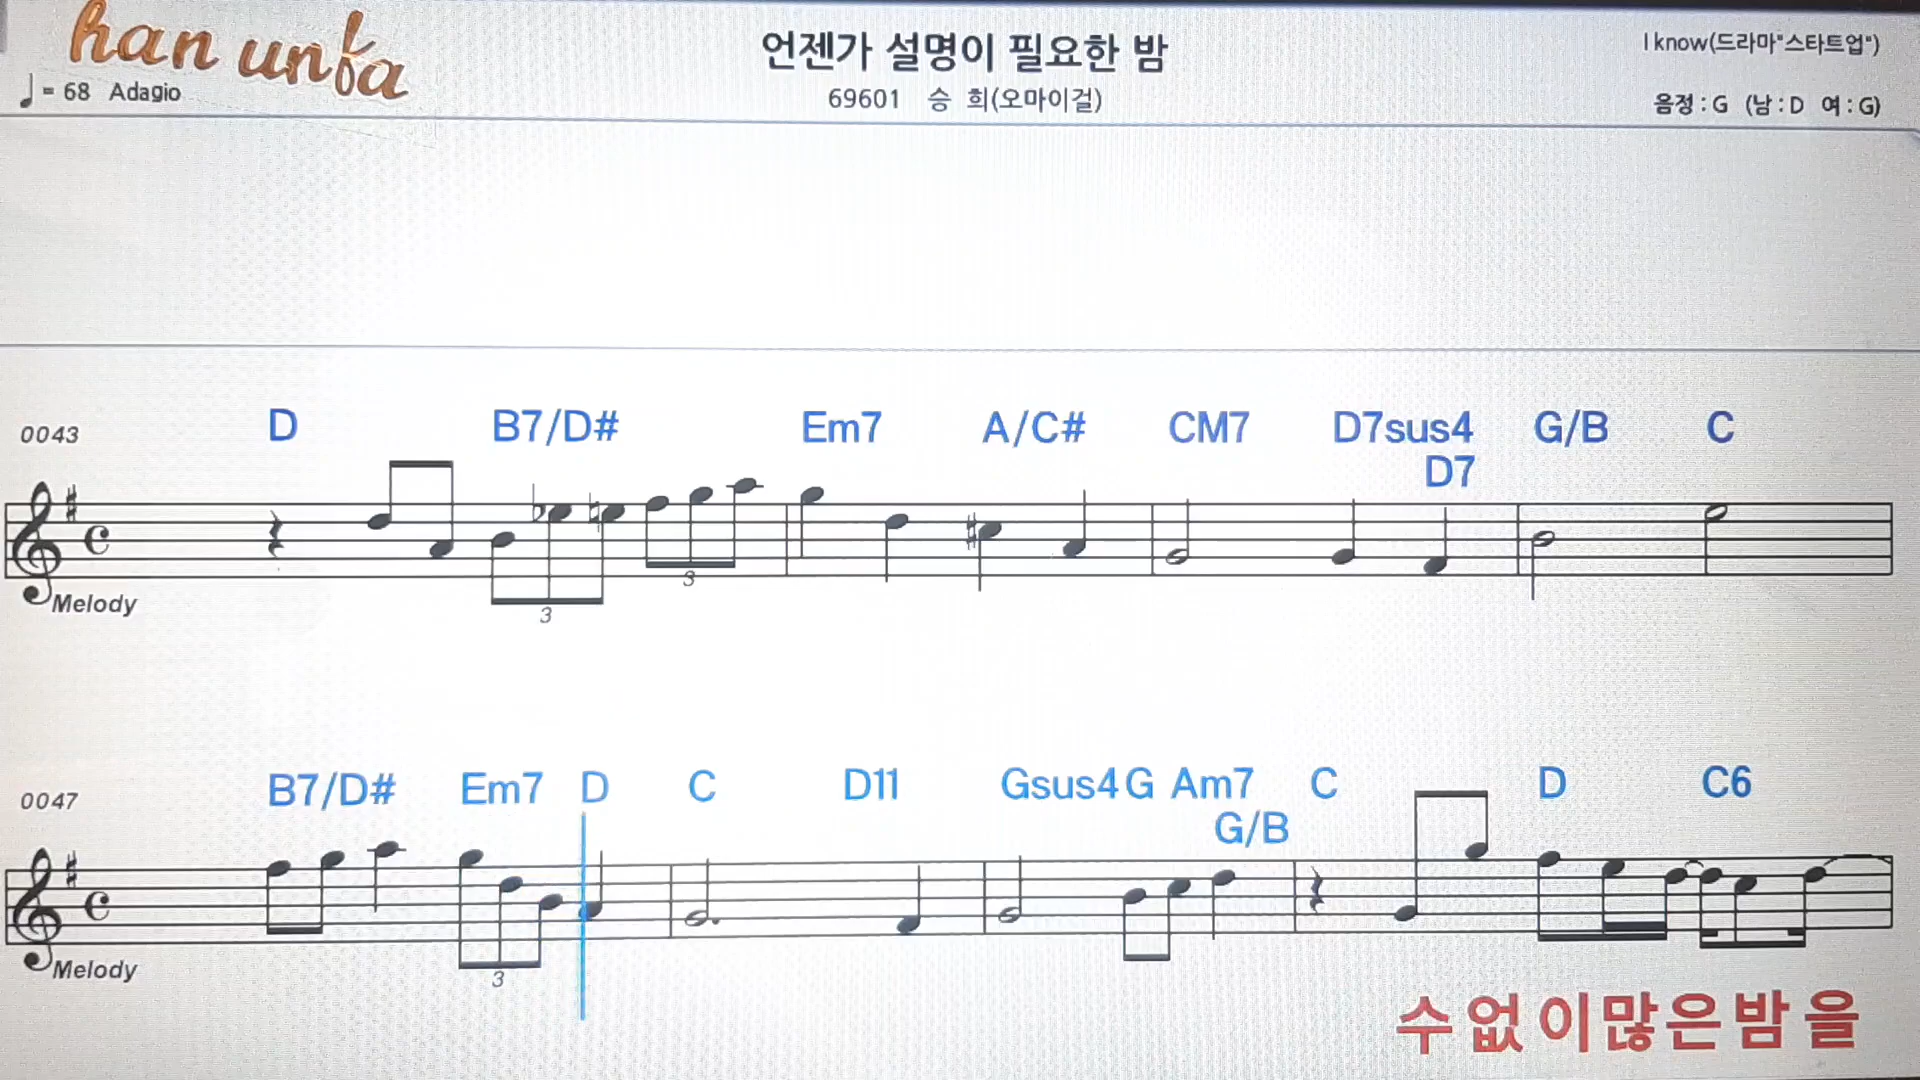 han unfa
언젠가 설명이 필요한 밤
I know(드라마"스타트업")
♩ = 68 Adagio
69601 승 희(오마이걸)
음정 : G (남 : D 여 : G)
0043 D B7/D# Em7 A/C# CM7 D7sus4 G/B C
D7
Melody
3 3
0047 B7/D# Em7 D C D11 Gsus4 G Am7 C D C6
G/B
Melody
3
수 없 이 많 은 밤 을